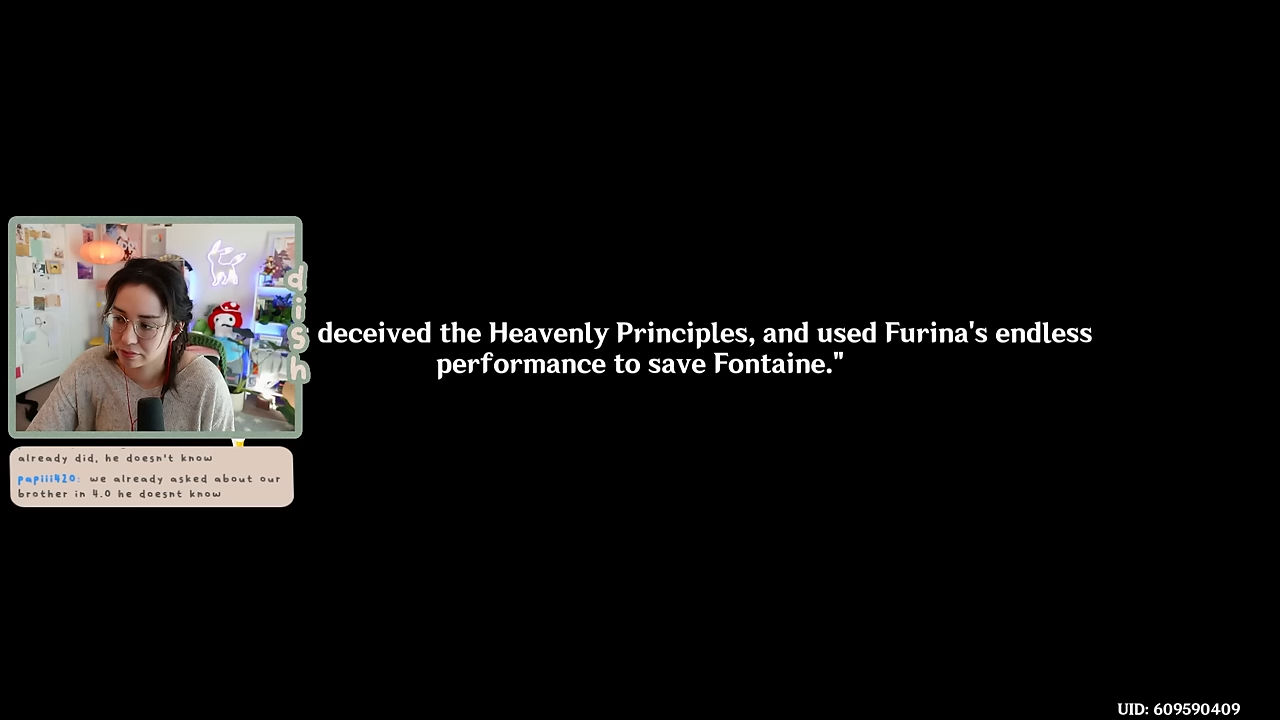 deceived the Heavenly Principles, and used Furina's endless
performance to save Fontaine."
dish
already did, he doesn't know
papiii420: we already asked about our
brother in 4.0 he doesnt know
UID: 609590409